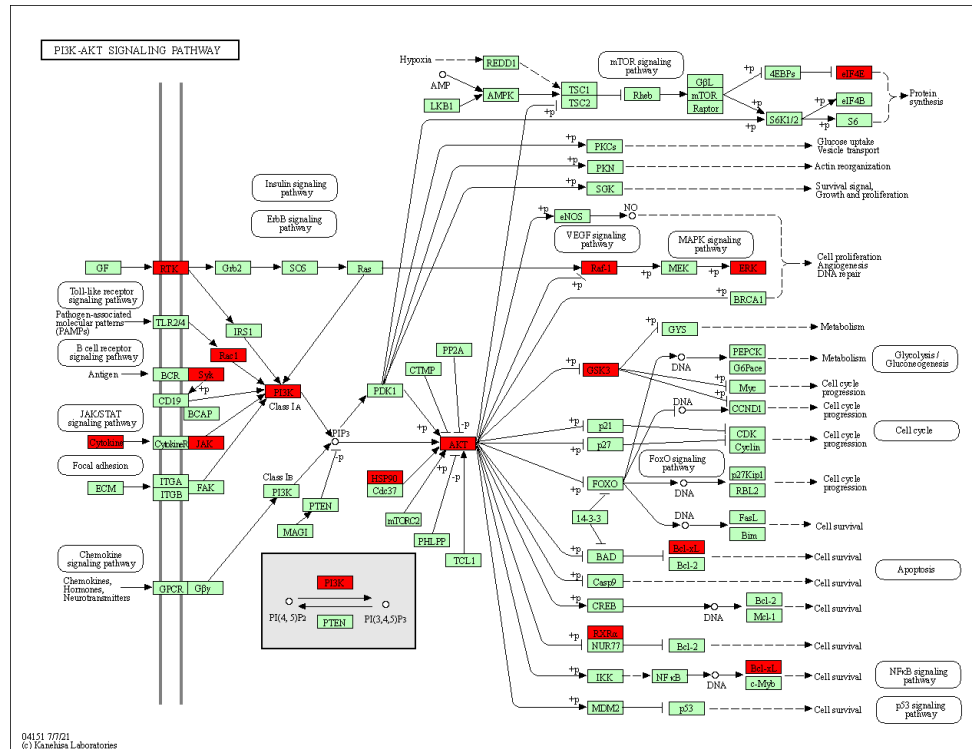 PI3K-AKT SIGNALING PATHWAY
Hypoxia
REDD1
mTOR signaling
pathway
+p
4EBPs
eIF4E
AMP
AMPK
LKB1
TSC1
TSC2
+p
Rheb
GβL
mTOR
Raptor
+p
+p
S6K1/2
+p
+p
eIF4B
S6
Protein
synthesis
PKCs
Glucose uptake
Vesicle transport
PKN
Actin reorganization
SGK
Survival signal,
Growth and proliferation
Insulin signaling
pathway
ErbB signaling
pathway
+p
eNOS
NO
VEGF signaling
pathway
MAPK signaling
pathway
GF
RTK
Grb2
SOS
Ras
Raf-1
+p
+p
MEK
+p
ERK
Cell proliferation
Angiogenesis
DNA repair
+p
BRCA1
Toll-like receptor
signaling pathway
Pathogen-associated
molecular patterns
(PAMPs)
TLR2/4
IRS1
Rac1
B cell receptor
signaling pathway
Antigen
BCR
Syk
+p
CD19
BCAP
PI3K
Class IA
PP2A
CTMP
PDK1
+p
GYS
Metabolism
+p
GSK3
DNA
PEPCK
G6Pace
Metabolism
Glycolysis /
Gluconeogenesis
Myc
Cell cycle
progression
DNA
CCND1
Cell cycle
progression
JAK/STAT
signaling pathway
Cytokine
CytokineR
JAK
PIP3
-p
+p
-p
AKT
+p
p21
+p
p27
CDK
Cyclin
Cell cycle
progression
Cell cycle
Focal adhesion
ECM
ITGA
ITGB
FAK
Class IB
PI3K
PTEN
MAGI
HSP90
Cdc37
+p
-p
mTORC2
PHLPP
TCL1
+p
FOXO
FoxO signaling
pathway
DNA
p27Kip1
RBL2
Cell cycle
progression
14-3-3
DNA
FasL
Bim
Cell survival
+p
BAD
Bcl-xL
Bcl-2
Cell survival
Apoptosis
Chemokine
signaling pathway
Chemokines,
Hormones,
Neurotransmitters
GPCR
Gβγ
PI3K
PI(4, 5)P2
PI(3,4,5)P3
PTEN
+p
Casp9
Cell survival
+p
CREB
DNA
Bcl-2
Mcl-1
Cell survival
+p
RXRα
NUR77
Bcl-2
Cell survival
+p
IKK
NFκB
DNA
Bcl-xL
c-Myb
Cell survival
NFκB signaling
pathway
+p
MDM2
p53
Cell survival
p53 signaling
pathway
04151 7/7/21
(c) Kanehisa Laboratories